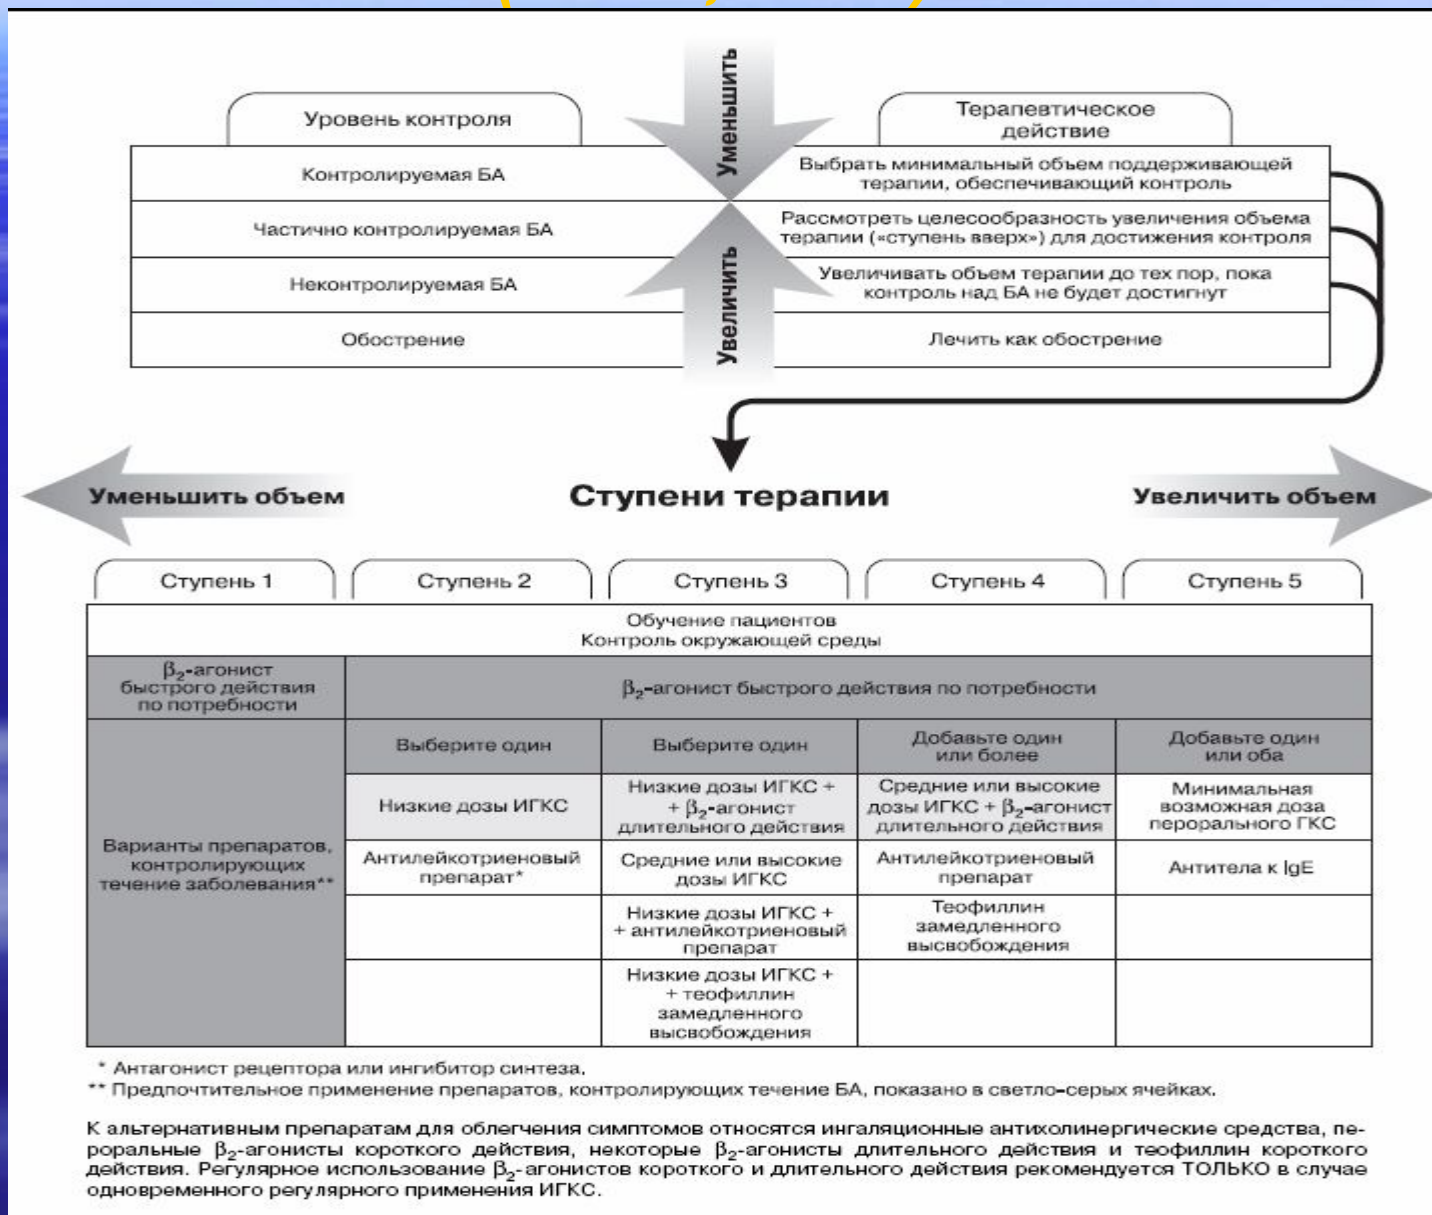 Уменьшить
Уровень контроля
Терапевтическое
действие
Контролируемая БА
Выбрать минимальный объем поддерживающей
терапии, обеспечивающий контроль
Частично контролируемая БА
Рассмотреть целесообразность увеличения объема
терапии («ступень вверх») для достижения контроля
Неконтролируемая БА
Увеличивать объем терапии до тех пор, пока
контроль над БА не будет достигнут
Увеличить
Обострение
Лечить как обострение
Уменьшить объем
Ступени терапии
Увеличить объем
Ступень 1
Ступень 2
Ступень 3
Ступень 4
Ступень 5
Обучение пациентов
Контроль окружающей среды
β₂-агонист
быстрого действия
по потребности
β₂-агонист быстрого действия по потребности
Варианты препаратов,
контролирующих
течение заболевания**
Выберите один
Выберите один
Добавьте один
или более
Добавьте один
или оба
Низкие дозы ИГКС
Низкие дозы ИГКС +
+ β₂-агонист
длительного действия
Средние или высокие
дозы ИГКС + β₂-агонист
длительного действия
Минимальная
возможная доза
перорального ГКС
Антилейкотриеновый
препарат*
Средние или высокие
дозы ИГКС
Антилейкотриеновый
препарат
Антитела к IgE
Низкие дозы ИГКС +
+ антилейкотриеновый
препарат
Теофиллин
замедленного
высвобождения
Низкие дозы ИГКС +
+ теофиллин
замедленного
высвобождения
* Антагонист рецептора или ингибитор синтеза.
** Предпочтительное применение препаратов, контролирующих течение БА, показано в светло-серых ячейках.
К альтернативным препаратам для облегчения симптомов относятся ингаляционные антихолинергические средства, пе-
роральные β₂-агонисты короткого действия, некоторые β₂-агонисты длительного действия и теофиллин короткого
действия. Регулярное использование β₂-агонистов короткого и длительного действия рекомендуется ТОЛЬКО в случае
одновременного регулярного применения ИГКС.